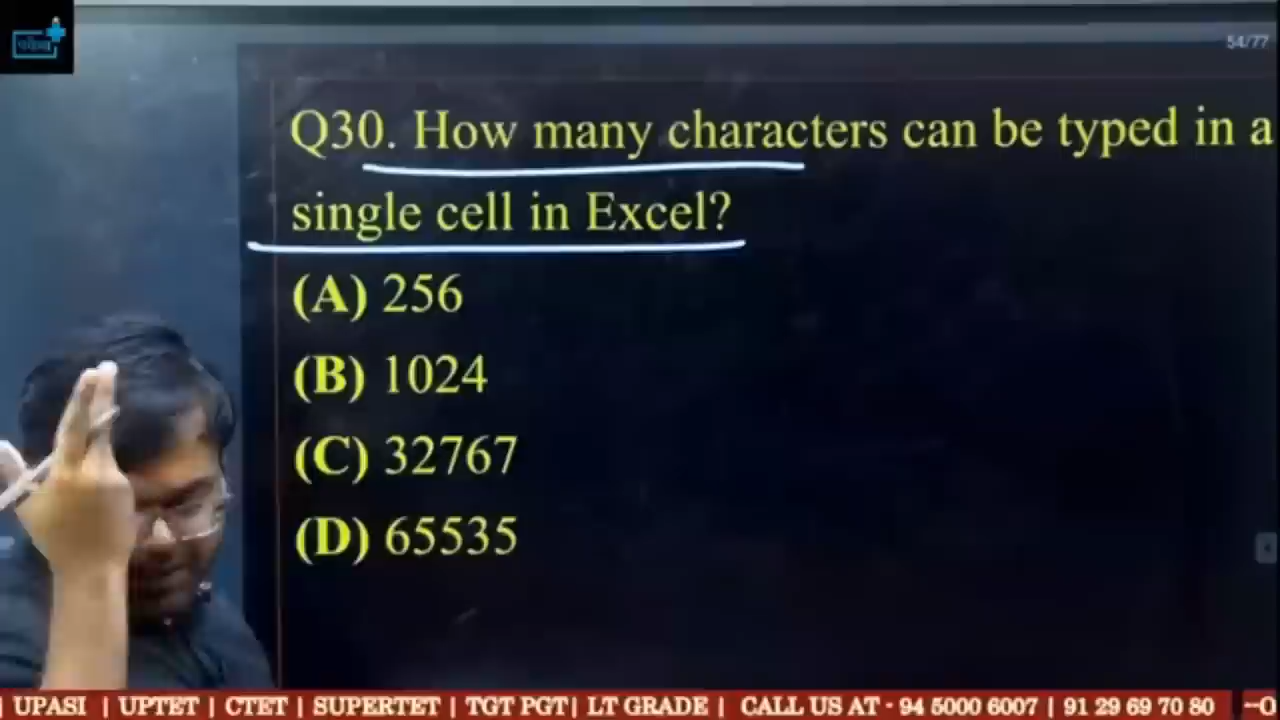 54/77
Q30. How many characters can be typed in a
single cell in Excel?
(A) 256
(B) 1024
(C) 32767
(D) 65535
| UPASI | UPTET | CTET | SUPERTET | TGT PGT| LT GRADE | CALL US AT - 94 5000 6007 | 91 29 69 70 80 --O